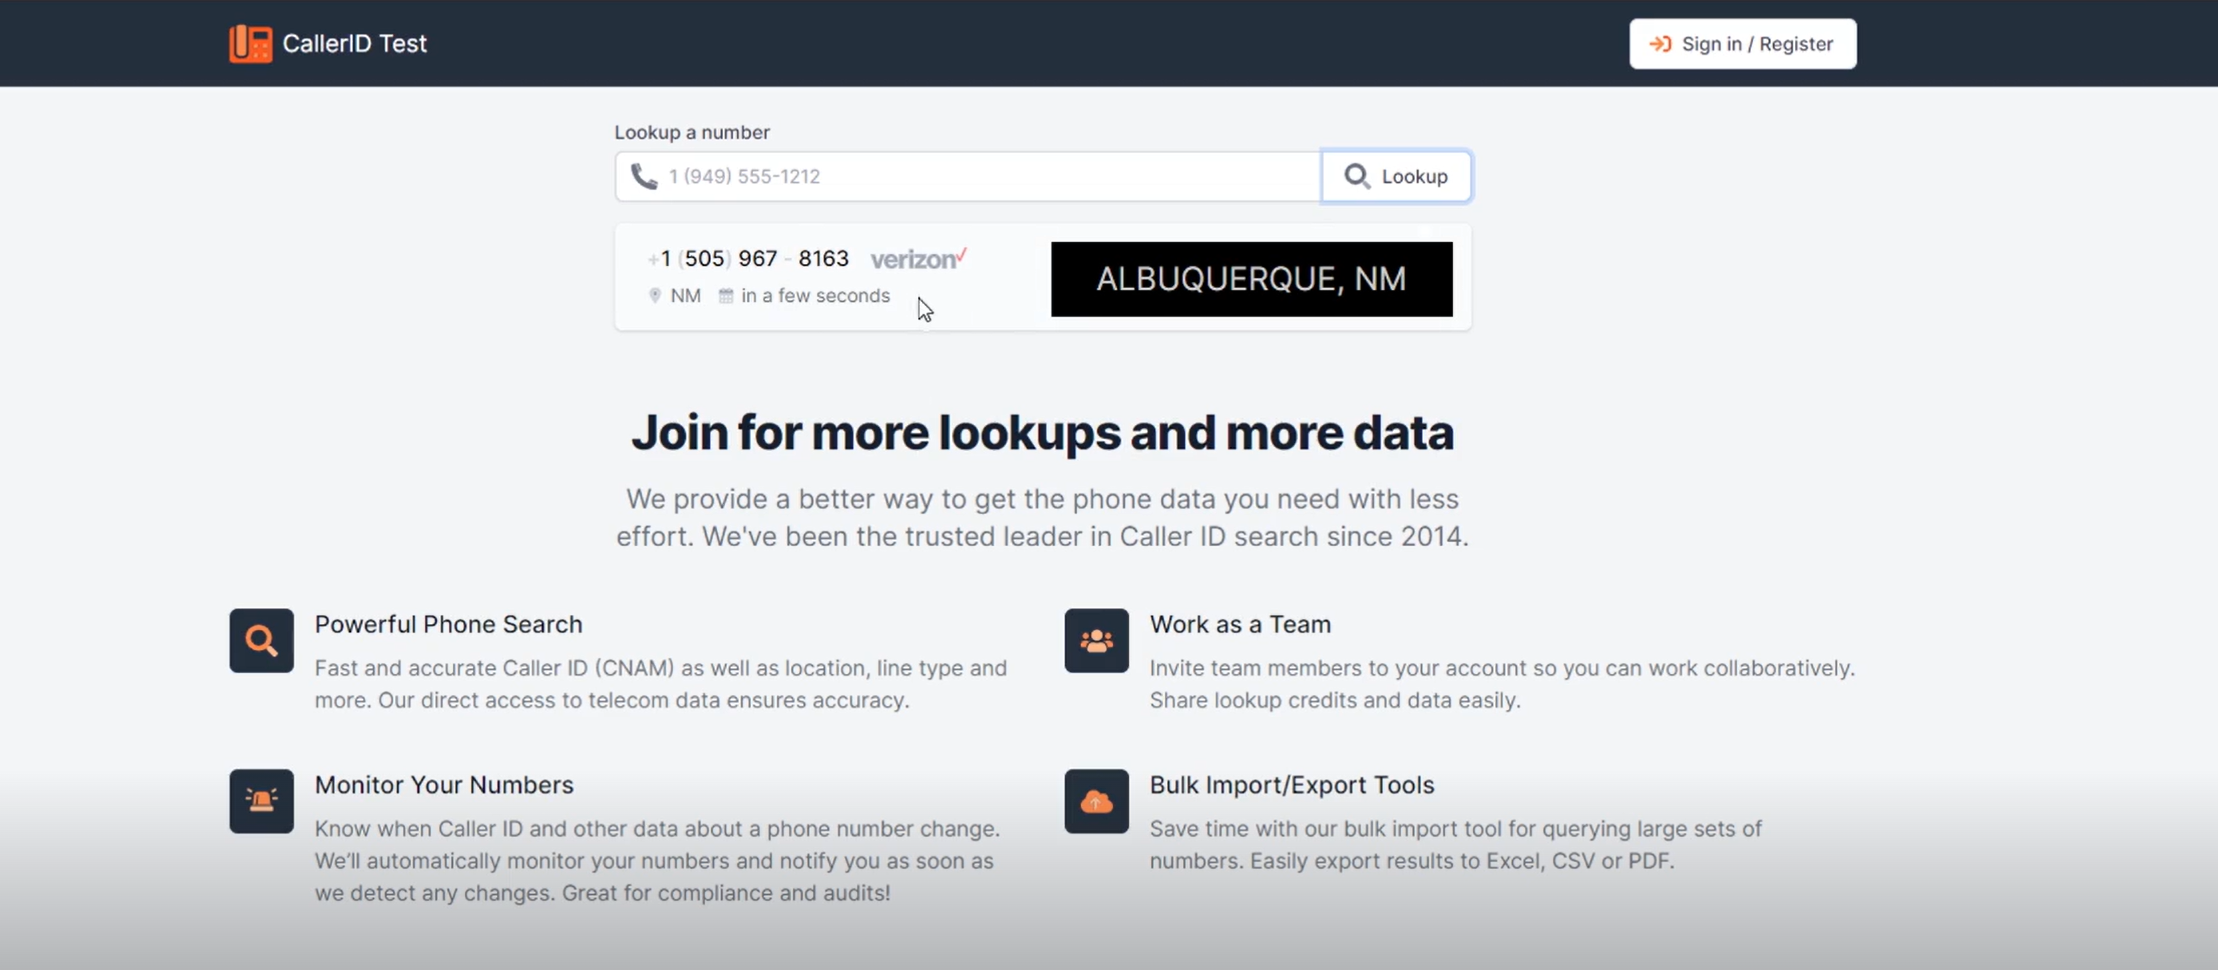 CallerID Test
Sign in / Register
Lookup a number
1 (949) 555-1212
Lookup
+1 (505) 967 - 8163 verizon✓
NM in a few seconds
ALBUQUERQUE, NM
Join for more lookups and more data
We provide a better way to get the phone data you need with less
effort. We've been the trusted leader in Caller ID search since 2014.
Powerful Phone Search
Fast and accurate Caller ID (CNAM) as well as location, line type and
more. Our direct access to telecom data ensures accuracy.
Work as a Team
Invite team members to your account so you can work collaboratively.
Share lookup credits and data easily.
Monitor Your Numbers
Know when Caller ID and other data about a phone number change.
We'll automatically monitor your numbers and notify you as soon as
we detect any changes. Great for compliance and audits!
Bulk Import/Export Tools
Save time with our bulk import tool for querying large sets of
numbers. Easily export results to Excel, CSV or PDF.